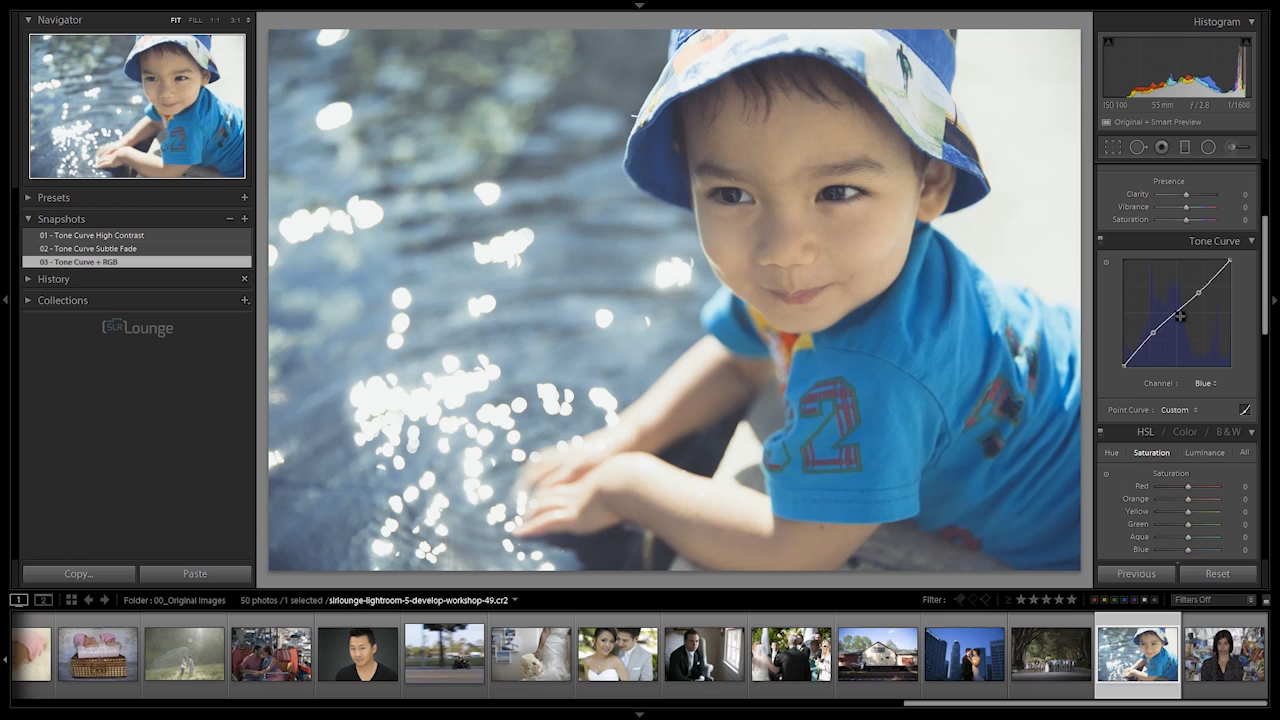 Navigator FIT FILL 1:1 3:1
Presets
Snapshots
01 - Tone Curve High Contrast
02 - Tone Curve Subtle Fade
03 - Tone Curve + RGB
History
Collections
SLR Lounge
Copy... Paste
2
Histogram
ISO 100 55 mm f / 2.8 1/1600
Original + Smart Preview
Presence
Clarity 0
Vibrance 0
Saturation 0
Tone Curve
Channel : Blue
Point Curve : Custom
HSL / Color / B & W
Hue Saturation Luminance All
Saturation
Red 0
Orange 0
Yellow 0
Green 0
Aqua 0
Blue 0
Previous Reset
1 2 Folder : 00_Original Images 50 photos /1 selected /slrlounge-lightroom-5-develop-workshop-49.cr2 Filter : ≥ Filters Off